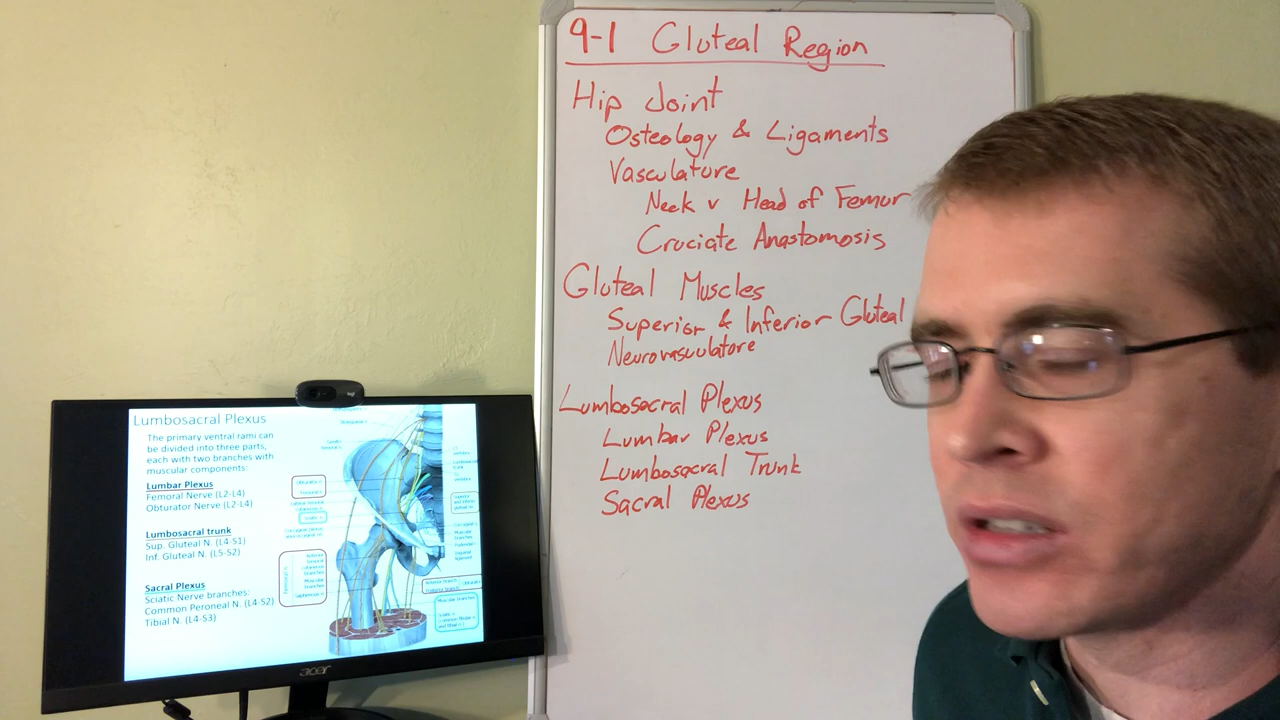 9-1 Gluteal Region
Hip Joint
Osteology & Ligaments
Vasculature
Neck v Head of Femur
Cruciate Anastomosis
Gluteal Muscles
Superior & Inferior Gluteal
Neurovasculature
Lumbosacral Plexus
Lumbar Plexus
Lumbosacral Trunk
Sacral Plexus
Lumbosacral Plexus
The primary ventral rami can
be divided into three parts,
each with two branches with
muscular components:
Lumbar Plexus
Femoral Nerve (L2-L4)
Obturator Nerve (L2-L4)
Lumbosacral trunk
Sup. Gluteal N. (L4-S1)
Inf. Gluteal N. (L5-S2)
Sacral Plexus
Sciatic Nerve branches:
Common Peroneal N. (L4-S2)
Tibial N. (L4-S3)
acer